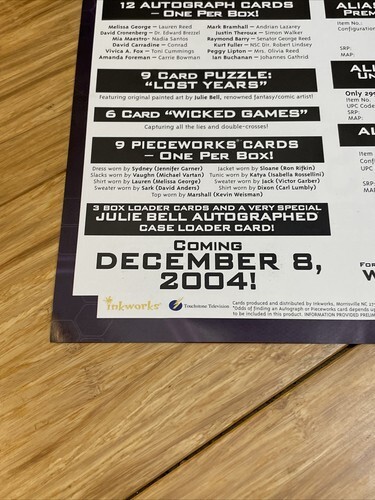 12 AUTOGRAPH CARDS
ONE PER BOX!
Melissa George – Lauren Reed
Mark Bramhall – Andrian Lazarey
David Cronenberg – Dr. Edward Brezzel
Justin Theroux – Simon Walker
Mia Maestro– Nadia Santos
Raymond Barry – Senator George Reed
David Carradine – Conrad
Kurt Fuller – NSC Dir. Robert Lindsey
Vivica A. Fox – Toni Cummings
Peggy Lipton – Mrs. Olivia Reed
Amanda Foreman – Carrie Bowman
Ian Buchanan – Johannes Gathrid
9 CARD PUZZLE:
"LOST YEARS"
Featuring original painted art by Julie Bell, renowned fantasy/comic artist!
6 CARD "WICKED GAMES"
Capturing all the lies and double-crosses!
9 PIECEWORKS CARDS
– ONE PER BOX!
Dress worn by Sydney (Jennifer Garner)
Jacket worn by Sloane (Ron Rifkin)
Slacks worn by Vaughn (Michael Vartan)
Tunic worn by Katya (Isabella Rossellini)
Shirt worn by Lauren (Melissa George)
Sweater worn by Jack (Victor Garber)
Sweater worn by Sark (David Anders)
Shirt worn by Dixon (Carl Lumbly)
Top worn by Marshall (Kevin Weisman)
3 BOX LOADER CARDS AND A VERY SPECIAL
JULIE BELL AUTOGRAPHED
CASE LOADER CARD!
COMING
DECEMBER 8,
2004!
inkworks
Touchstone Television
Cards produced and distributed by Inkworks, Morrisville NC
*Odds of finding an Autograph or Pieceworks card depends
to be included in this product. INFORMATION PROVIDED
ALIAS
PREM
Item No.
Configuration
SRP:
MAP:
AL
UN
Only
Item No.
UPC Code
SRP:
MAP:
AL
Item
Conf
UPC
SRP
MAP
FOR
W